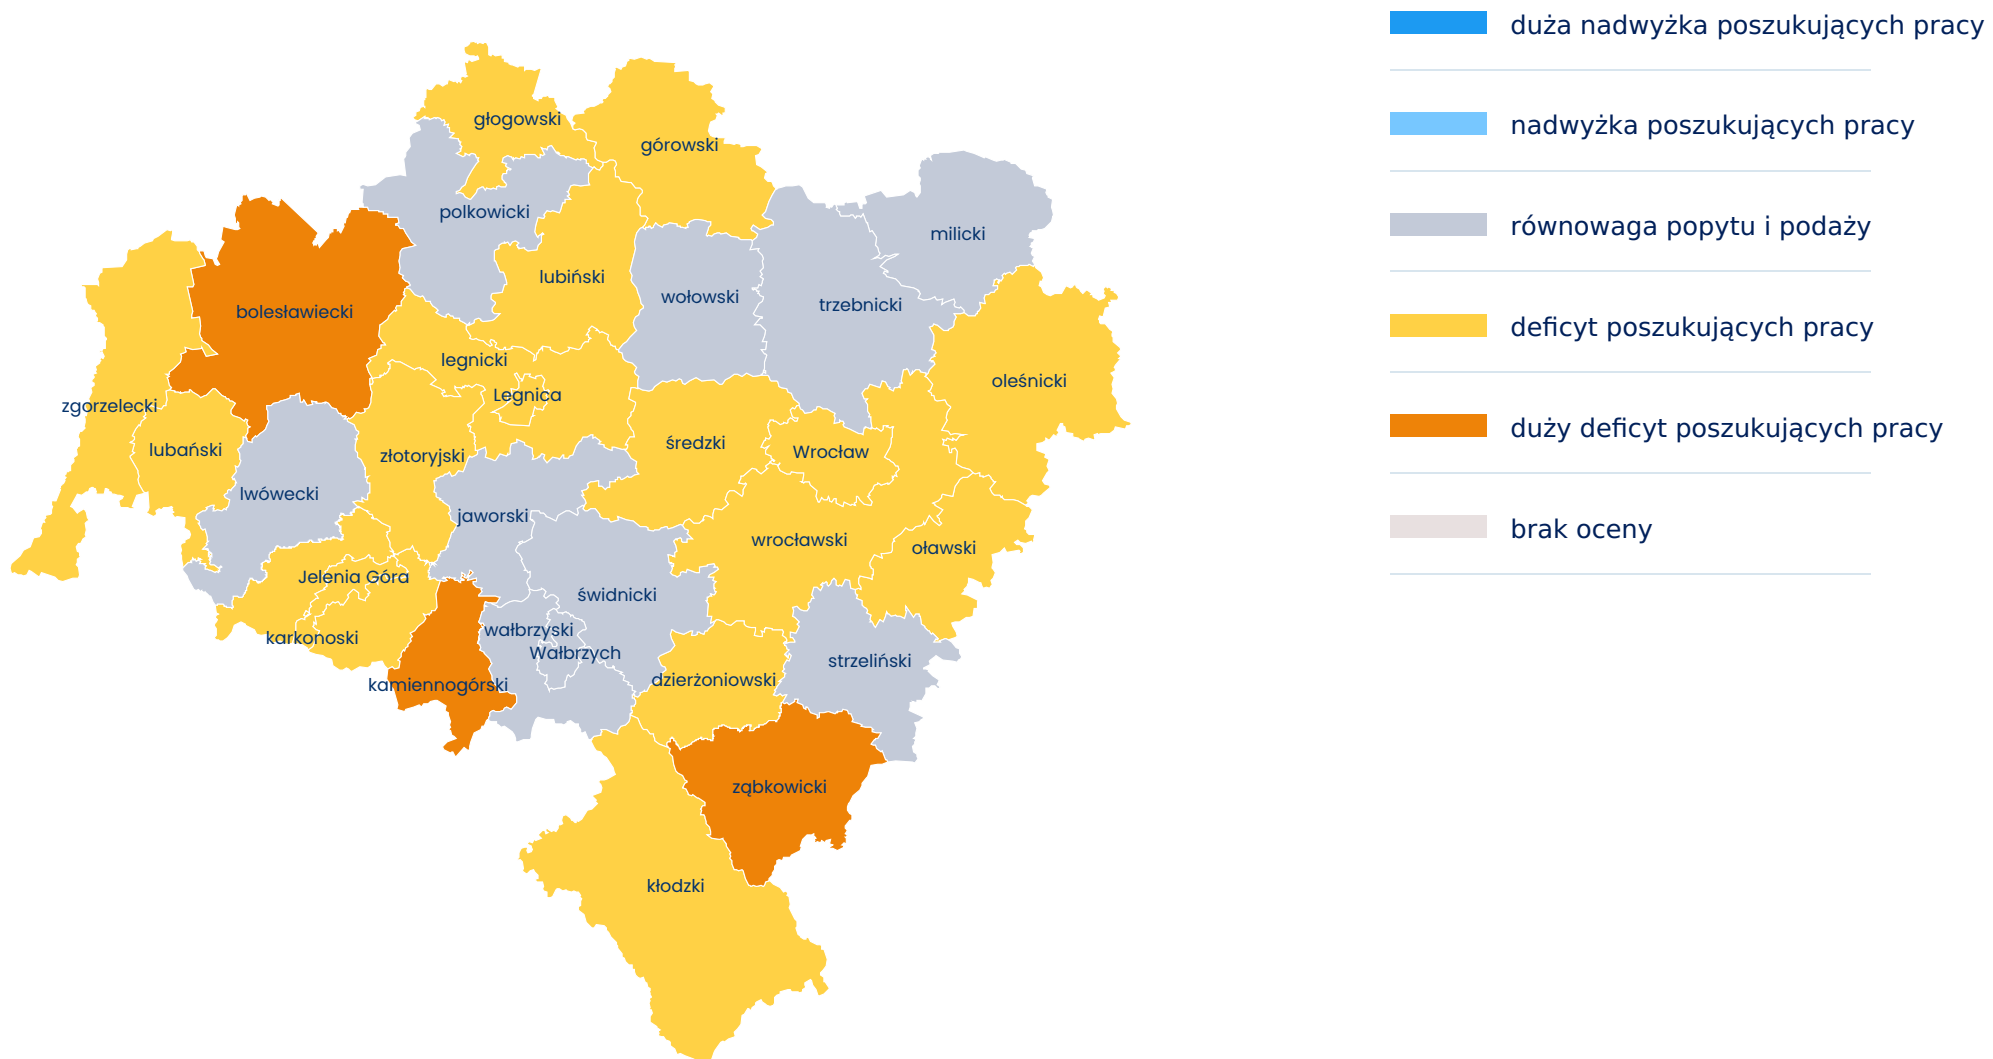 głogowski
górowski
polkowicki
milicki
lubiński
wołowski
trzebnicki
bolesławiecki
legnicki
oleśnicki
Legnica
zgorzelecki
średzki
lubański
Wrocław
złotoryjski
lwówecki
jaworski
wrocławski
oławski
Jelenia Góra
świdnicki
wałbrzyski
karkonoski
Wałbrzych
strzeliński
dzierżoniowski
kamiennogórski
ząbkowicki
kłodzki
duża nadwyżka poszukujących pracy
nadwyżka poszukujących pracy
równowaga popytu i podaży
deficyt poszukujących pracy
duży deficyt poszukujących pracy
brak oceny